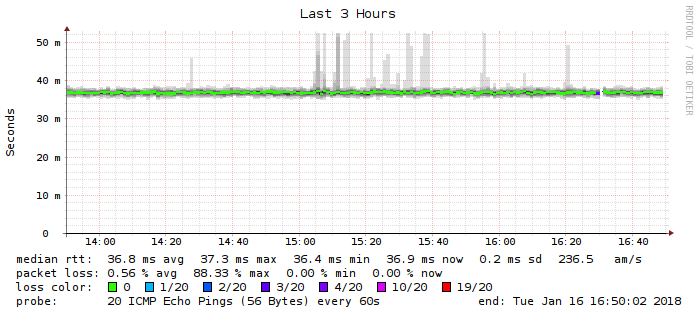 Last 3 Hours
RRDTOOL / TOBI OETIKER
Seconds
50 m
40 m
30 m
20 m
10 m
0
14:00 14:20 14:40 15:00 15:20 15:40 16:00 16:20 16:40
median rtt: 36.8 ms avg 37.3 ms max 36.4 ms min 36.9 ms now 0.2 ms sd 236.5 am/s
packet loss: 0.56 % avg 88.33 % max 0.00 % min 0.00 % now
loss color: 0 1/20 2/20 3/20 4/20 10/20 19/20
probe: 20 ICMP Echo Pings (56 Bytes) every 60s end: Tue Jan 16 16:50:02 2018